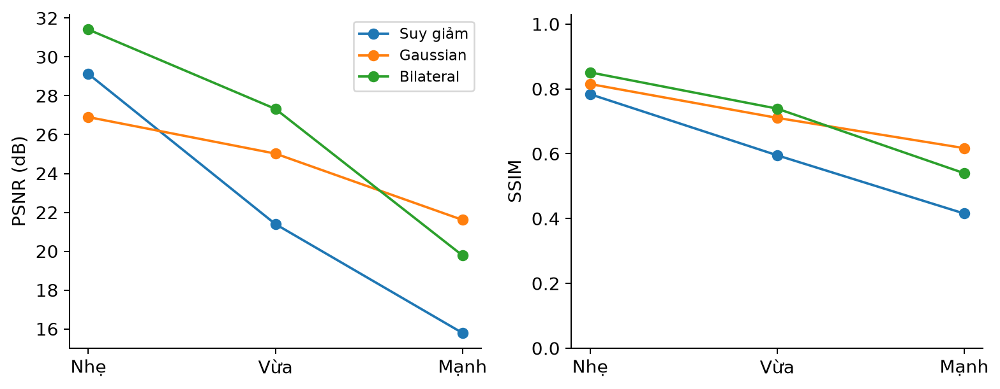 PSNR (dB)
32
30
28
26
24
22
20
18
16
Nhẹ
Vừa
Mạnh
Suy giảm
Gaussian
Bilateral
SSIM
1.0
0.8
0.6
0.4
0.2
0.0
Nhẹ
Vừa
Mạnh